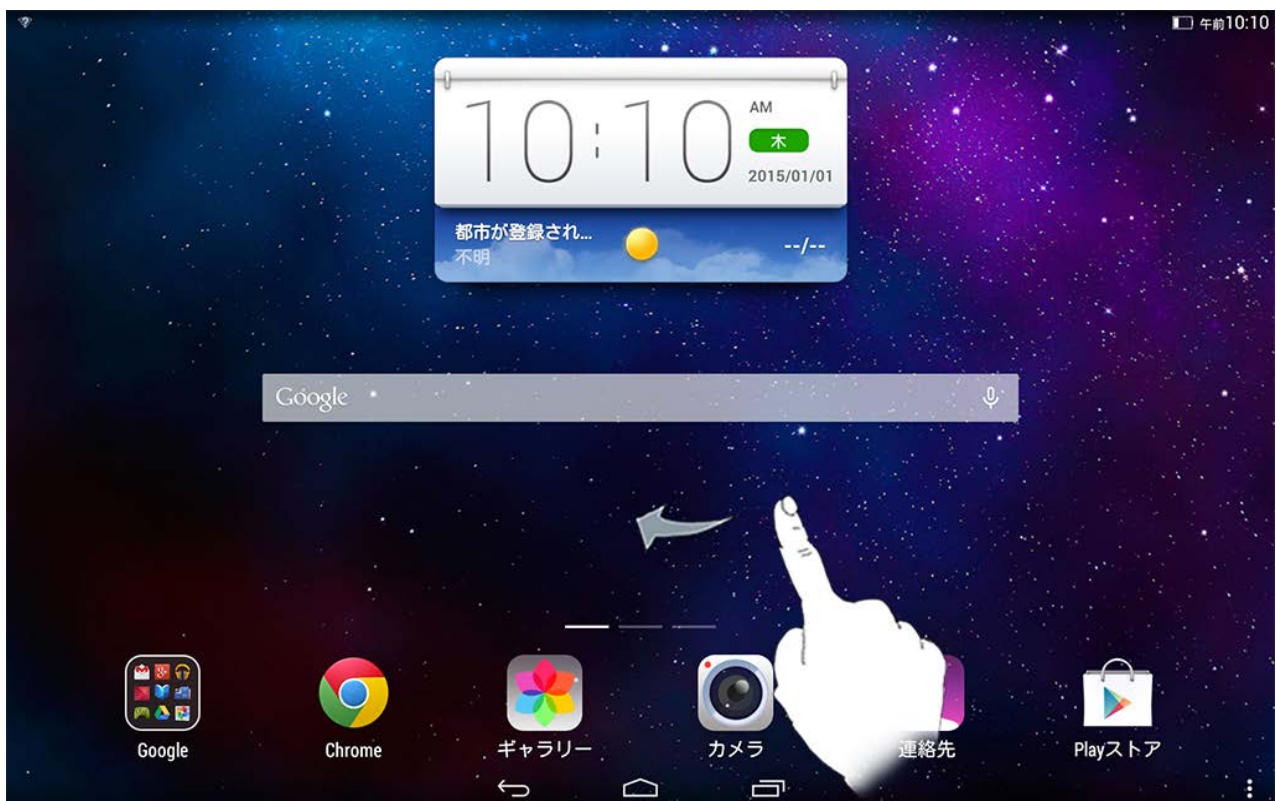 午前10:10
10:10
AM
木
2015/01/01
都市が登録され...
不明
--/--
Google
Google
Chrome
ギャラリー
カメラ
連絡先
Playストア